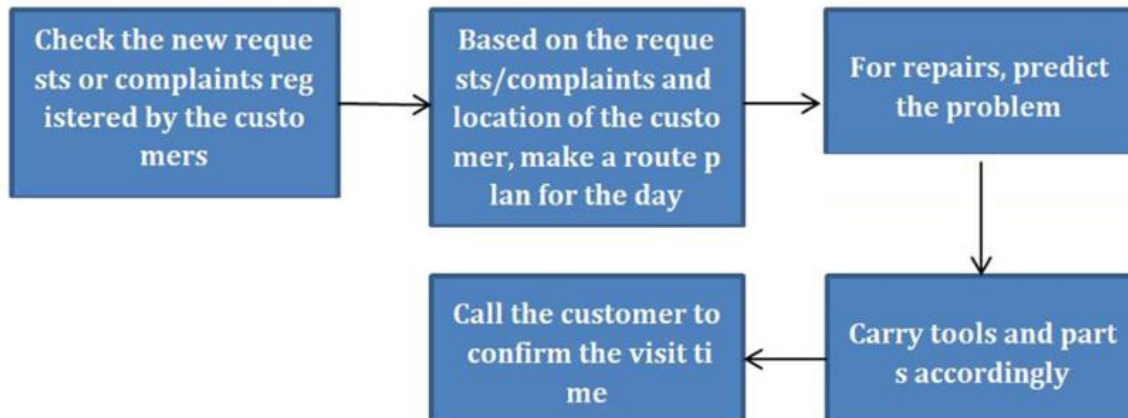 Check the new reque
sts or complaints reg
istered by the custo
mers
Based on the reque
sts/complaints and
location of the custo
mer, make a route p
lan for the day
For repairs, predict
the problem
Carry tools and part
s accordingly
Call the customer to
confirm the visit ti
me